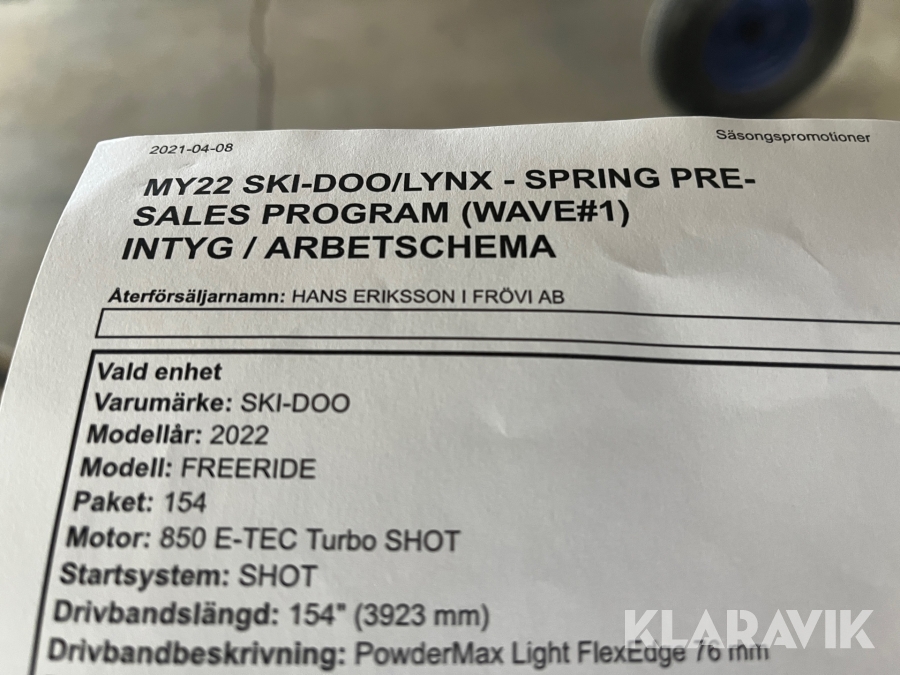 2021-04-08
Säsongspromotioner
MY22 SKI-DOO/LYNX - SPRING PRE-
SALES PROGRAM (WAVE#1)
INTYG / ARBETSCHEMA
Återförsäljarnamn: HANS ERIKSSON I FRÖVI AB
Vald enhet
Varumärke: SKI-DOO
Modellår: 2022
Modell: FREERIDE
Paket: 154
Motor: 850 E-TEC Turbo SHOT
Startsystem: SHOT
Drivbandslängd: 154" (3923 mm)
Drivbandbeskrivning: PowderMax Light FlexEdge 76 mm
KLARAVIK